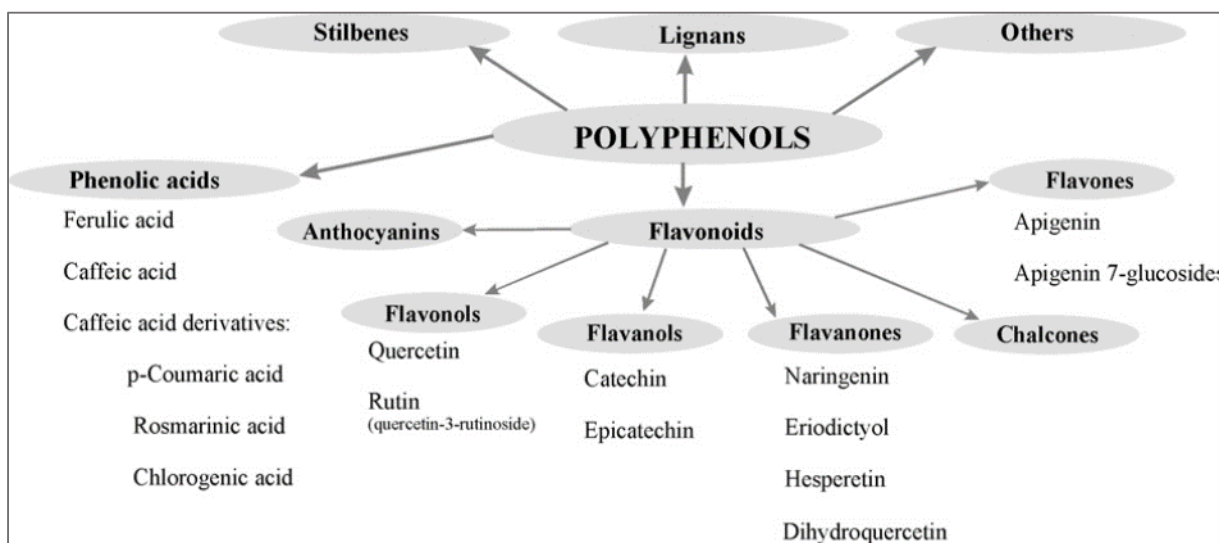 Stilbenes
Lignans
Others
POLYPHENOLS
Phenolic acids
Ferulic acid
Caffeic acid
Caffeic acid derivatives:
p-Coumaric acid
Rosmarinic acid
Chlorogenic acid
Flavonoids
Anthocyanins
Flavonols
Quercetin
Rutin
(quercetin-3-rutinoside)
Flavanols
Catechin
Epicatechin
Flavanones
Naringenin
Eriodictyol
Hesperetin
Dihydroquercetin
Chalcones
Flavones
Apigenin
Apigenin 7-glucosides